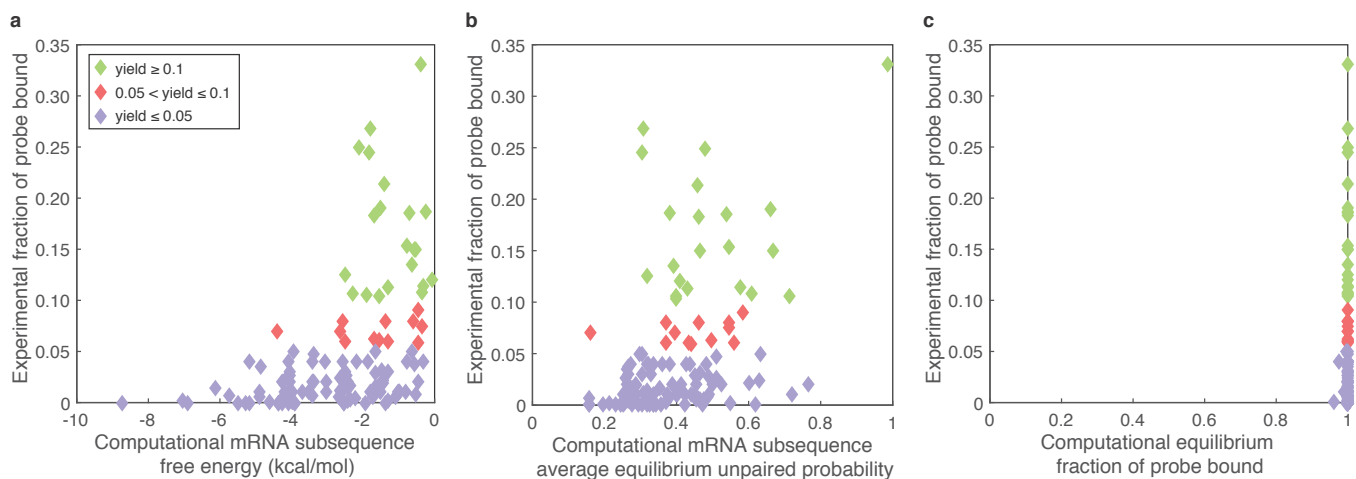 a
Experimental fraction of probe bound
0.35
0.30
0.25
0.20
0.15
0.10
0.05
0
yield ≥ 0.1
0.05 < yield ≤ 0.1
yield ≤ 0.05
-10
-8
-6
-4
-2
0
Computational mRNA subsequence
free energy (kcal/mol)
b
Experimental fraction of probe bound
0.35
0.30
0.25
0.20
0.15
0.10
0.05
0
0
0.2
0.4
0.6
0.8
1
Computational mRNA subsequence
average equilibrium unpaired probability
c
Experimental fraction of probe bound
0.35
0.30
0.25
0.20
0.15
0.10
0.05
0
0
0.2
0.4
0.6
0.8
1
Computational equilibrium
fraction of probe bound